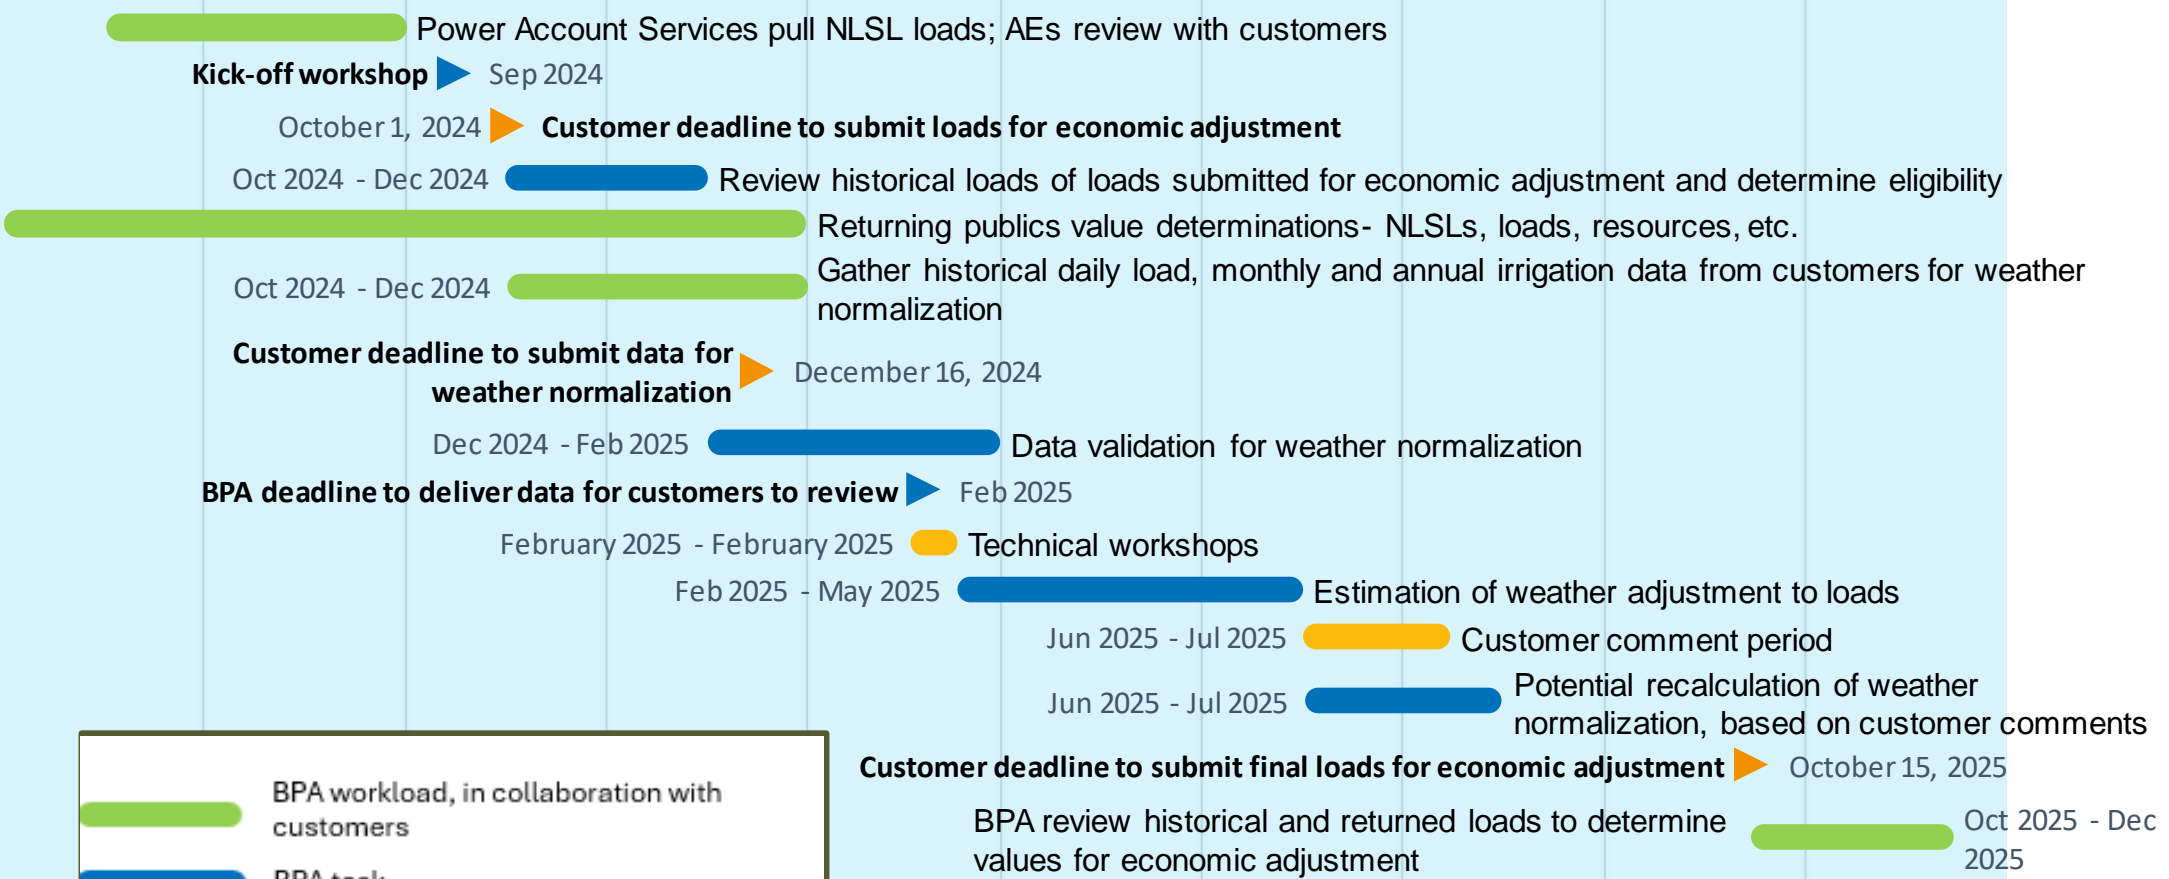 Power Account Services pull NLSL loads; AEs review with customers
Kick-off workshop Sep 2024
October 1, 2024 Customer deadline to submit loads for economic adjustment
Oct 2024 - Dec 2024 Review historical loads of loads submitted for economic adjustment and determine eligibility
Returning publics value determinations- NLSLs, loads, resources, etc.
Oct 2024 - Dec 2024 Gather historical daily load, monthly and annual irrigation data from customers for weather
normalization
Customer deadline to submit data for
weather normalization December 16, 2024
Dec 2024 - Feb 2025 Data validation for weather normalization
BPA deadline to deliver data for customers to review Feb 2025
February 2025 - February 2025 Technical workshops
Feb 2025 - May 2025 Estimation of weather adjustment to loads
Jun 2025 - Jul 2025 Customer comment period
Jun 2025 - Jul 2025 Potential recalculation of weather
normalization, based on customer comments
Customer deadline to submit final loads for economic adjustment October 15, 2025
BPA review historical and returned loads to determine
values for economic adjustment
Oct 2025 - Dec
2025
BPA workload, in collaboration with
customers
BPA task